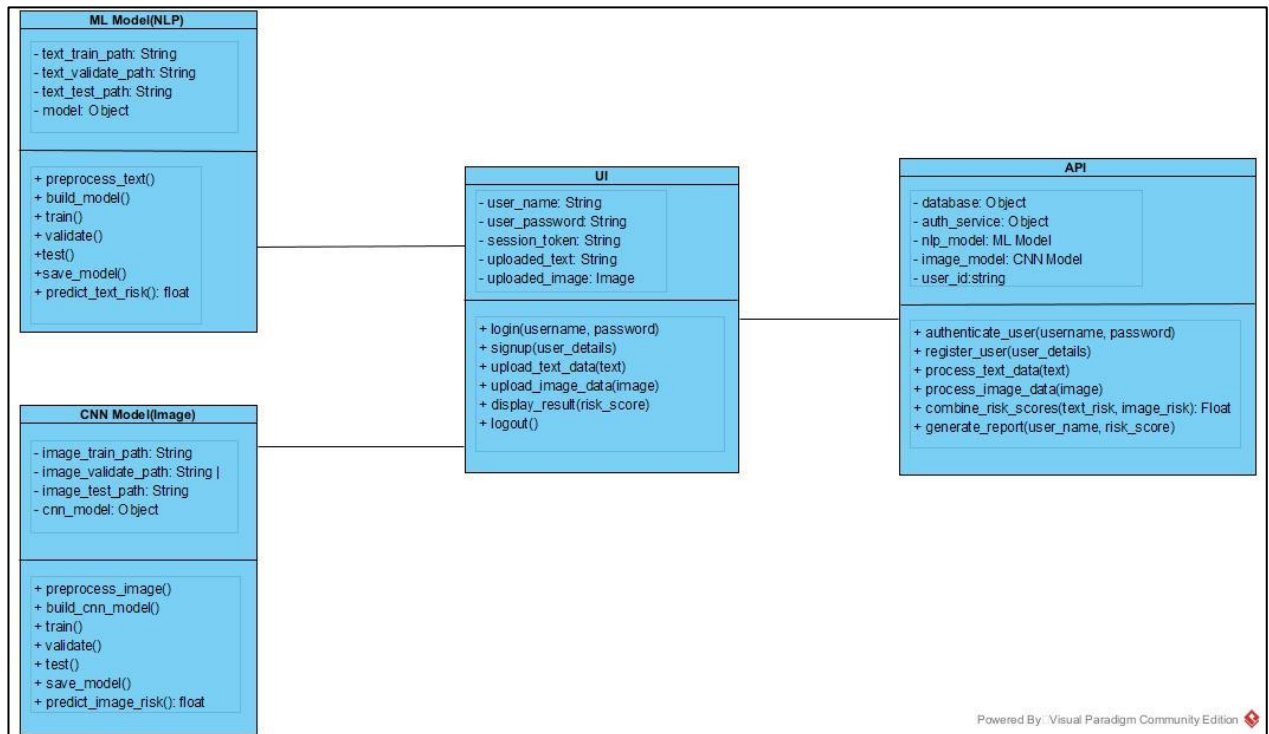 ML Model(NLP)
- text_train_path: String
- text_validate_path: String
- text_test_path: String
- model: Object
+ preprocess_text()
+ build_model()
+ train()
+ validate()
+test()
+save_model()
+ predict_text_risk(): float
CNN Model(Image)
- image_train_path: String
- image_validate_path: String |
- image_test_path: String
- cnn_model: Object
+ preprocess_image()
+ build_cnn_model()
+ train()
+ validate()
+ test()
+ save_model()
+ predict_image_risk(): float
UI
- user_name: String
- user_password: String
- session_token: String
- uploaded_text: String
- uploaded_image: Image
+ login(username, password)
+ signup(user_details)
+ upload_text_data(text)
+ upload_image_data(image)
+ display_result(risk_score)
+ logout()
API
- database: Object
- auth_service: Object
- nlp_model: ML Model
- image_model: CNN Model
- user_id:string
+ authenticate_user(username, password)
+ register_user(user_details)
+ process_text_data(text)
+ process_image_data(image)
+ combine_risk_scores(text_risk, image_risk): Float
+ generate_report(user_name, risk_score)
Powered By Visual Paradigm Community Edition